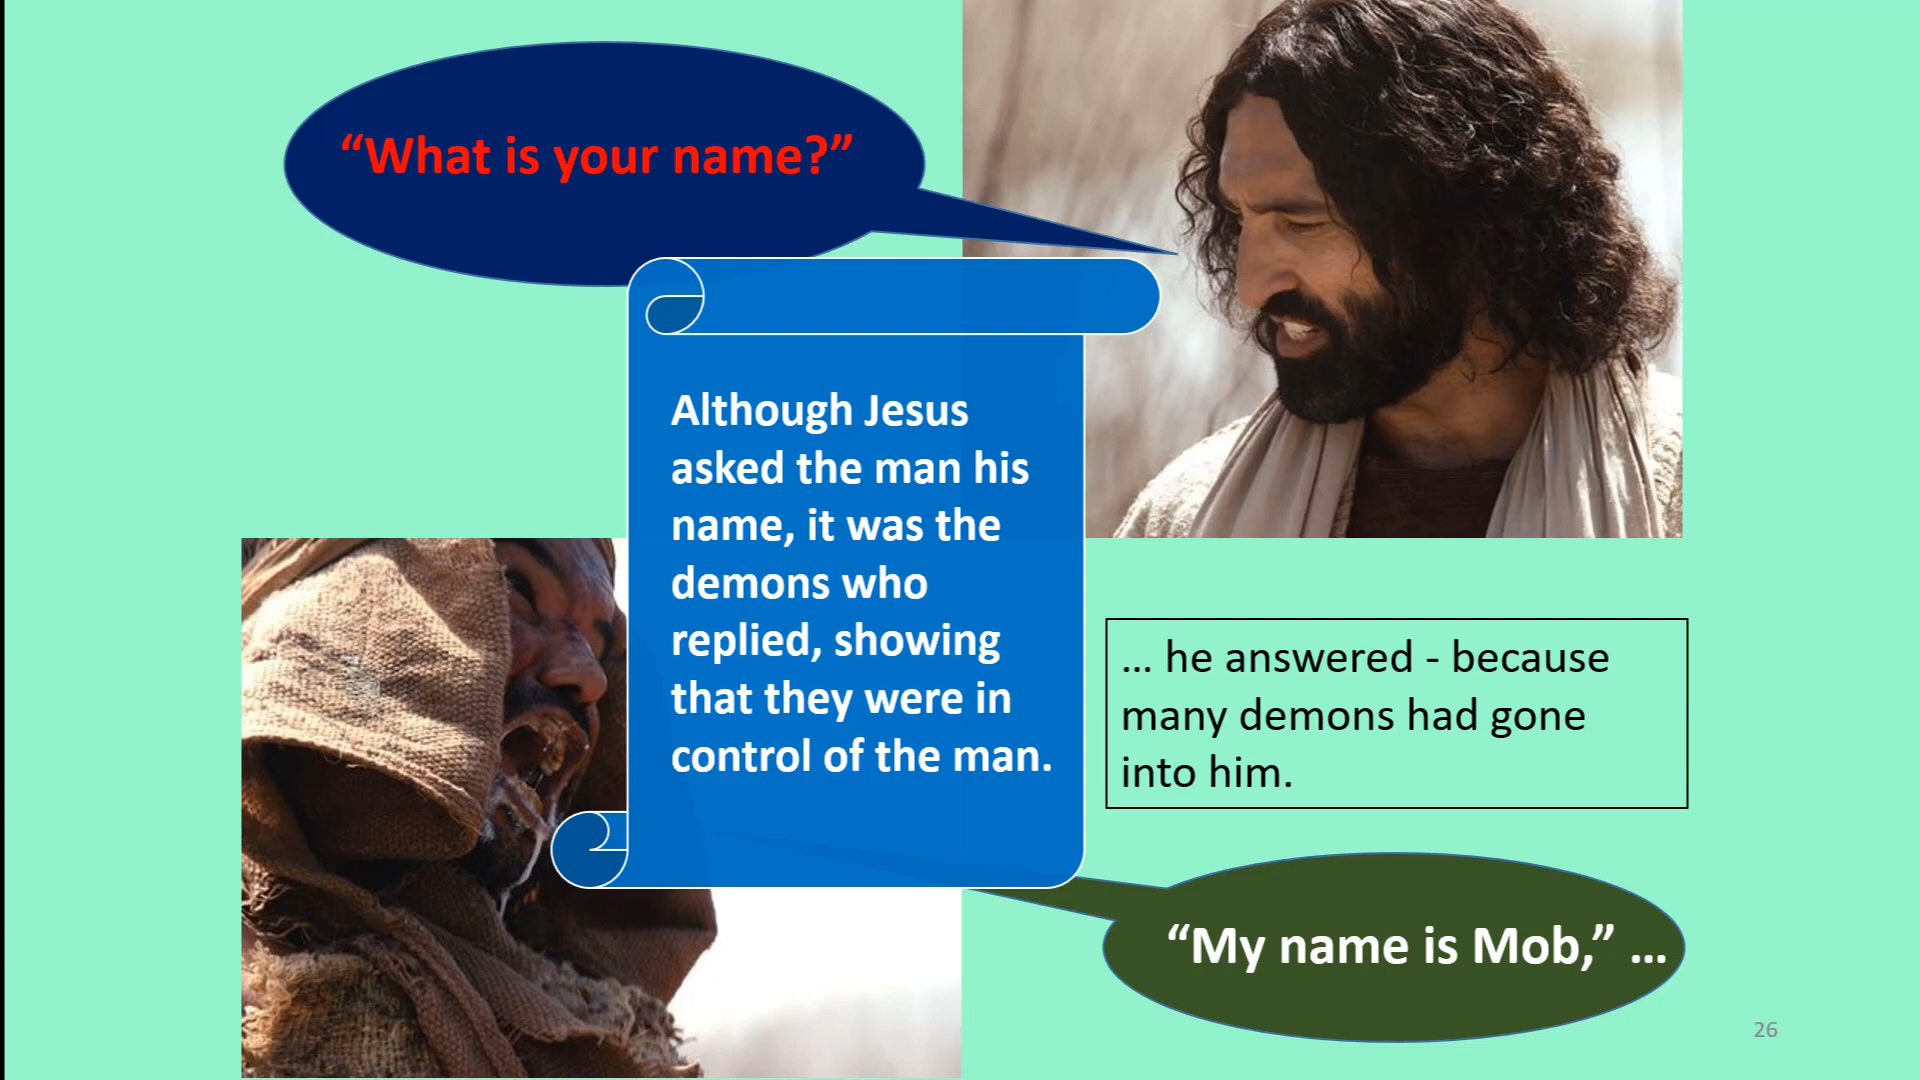 “What is your name?”
Although Jesus
asked the man his
name, it was the
demons who
replied, showing
that they were in
control of the man.
... he answered - because
many demons had gone
into him.
“My name is Mob,” ...
26